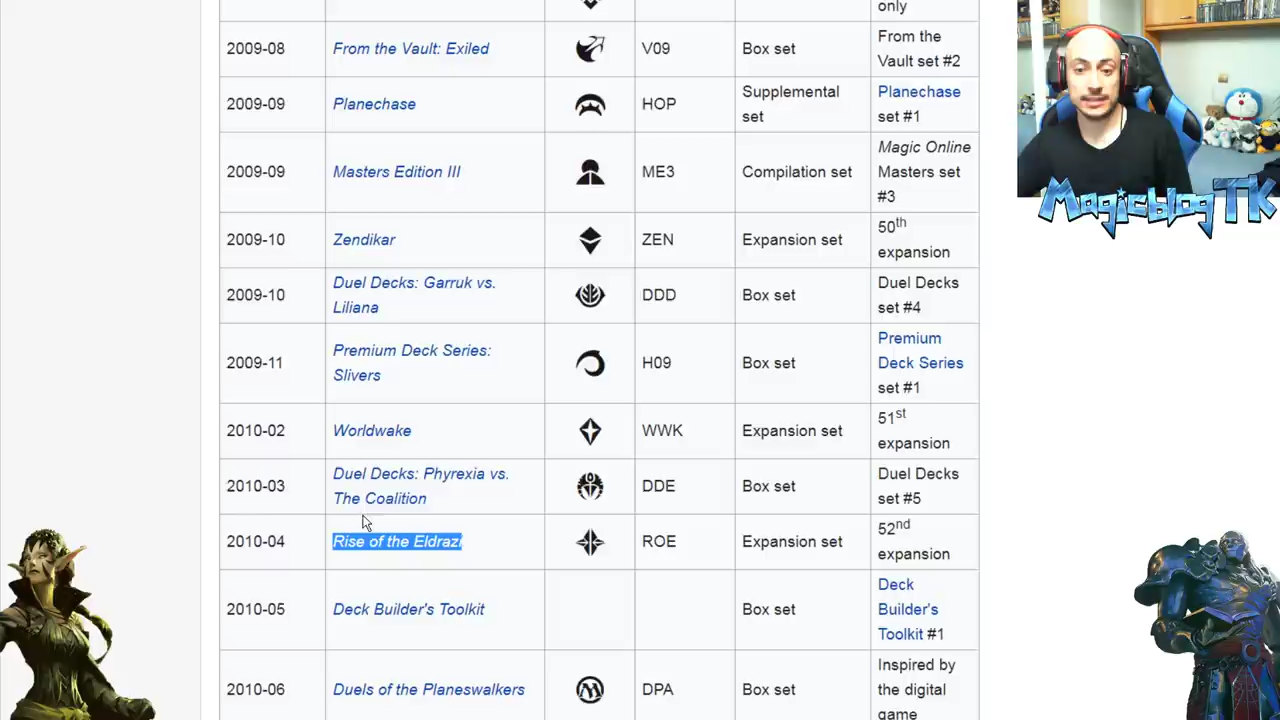 only
2009-08 From the Vault: Exiled V09 Box set From the
Vault set #2
2009-09 Planechase HOP Supplemental
set Planechase
set #1
2009-09 Masters Edition III ME3 Compilation set Magic Online
Masters set
#3
2009-10 Zendikar ZEN Expansion set 50th
expansion
2009-10 Duel Decks: Garruk vs.
Liliana DDD Box set Duel Decks
set #4
2009-11 Premium Deck Series:
Slivers H09 Box set Premium
Deck Series
set #1
2010-02 Worldwake WWK Expansion set 51st
expansion
2010-03 Duel Decks: Phyrexia vs.
The Coalition DDE Box set Duel Decks
set #5
2010-04 Rise of the Eldrazi ROE Expansion set 52nd
expansion
2010-05 Deck Builder's Toolkit Box set Deck
Builder's
Toolkit #1
2010-06 Duels of the Planeswalkers DPA Box set Inspired by
the digital
game
MagicblogTK